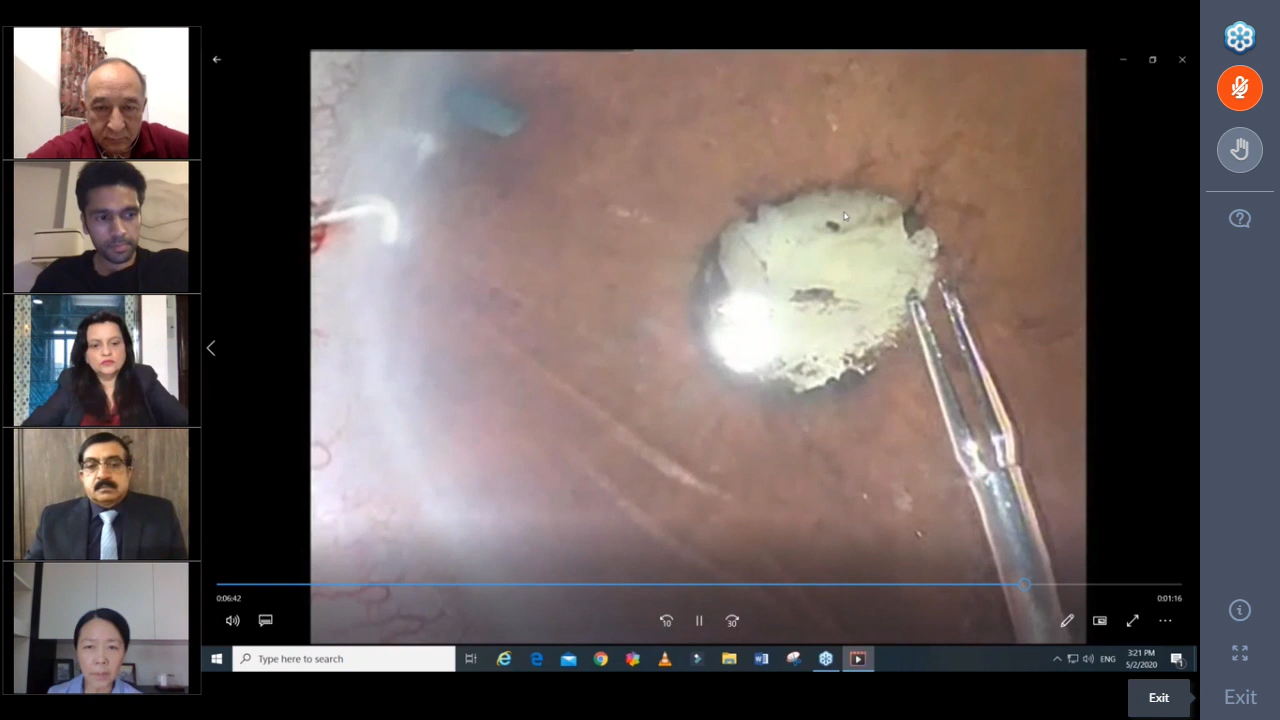 0:06:42
0:01:16
10
30
Type here to search
ENG
3:21 PM
5/2/2020
1
Exit
Exit